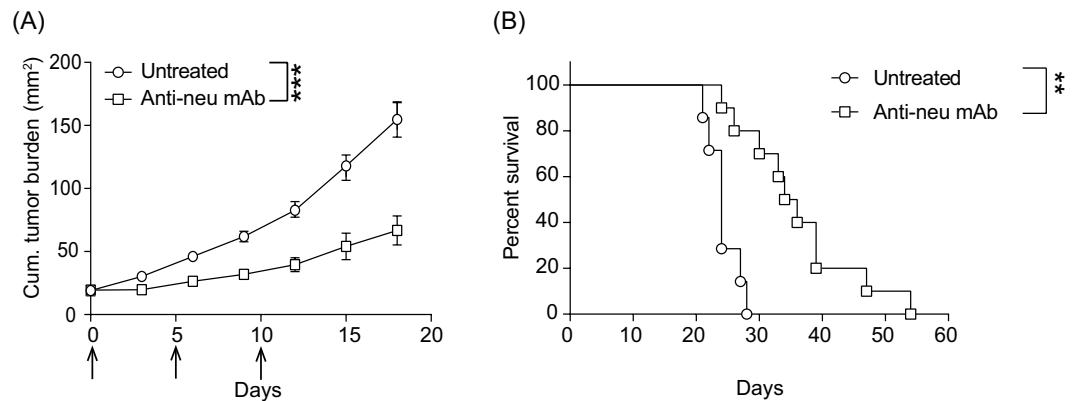 (A)
Cum. tumor burden (mm²)
200
150
100
50
0
Untreated
Anti-neu mAb
***
0 5 10 15 20
Days
(B)
Percent survival
100
80
60
40
20
0
Untreated
Anti-neu mAb
**
0 10 20 30 40 50 60
Days